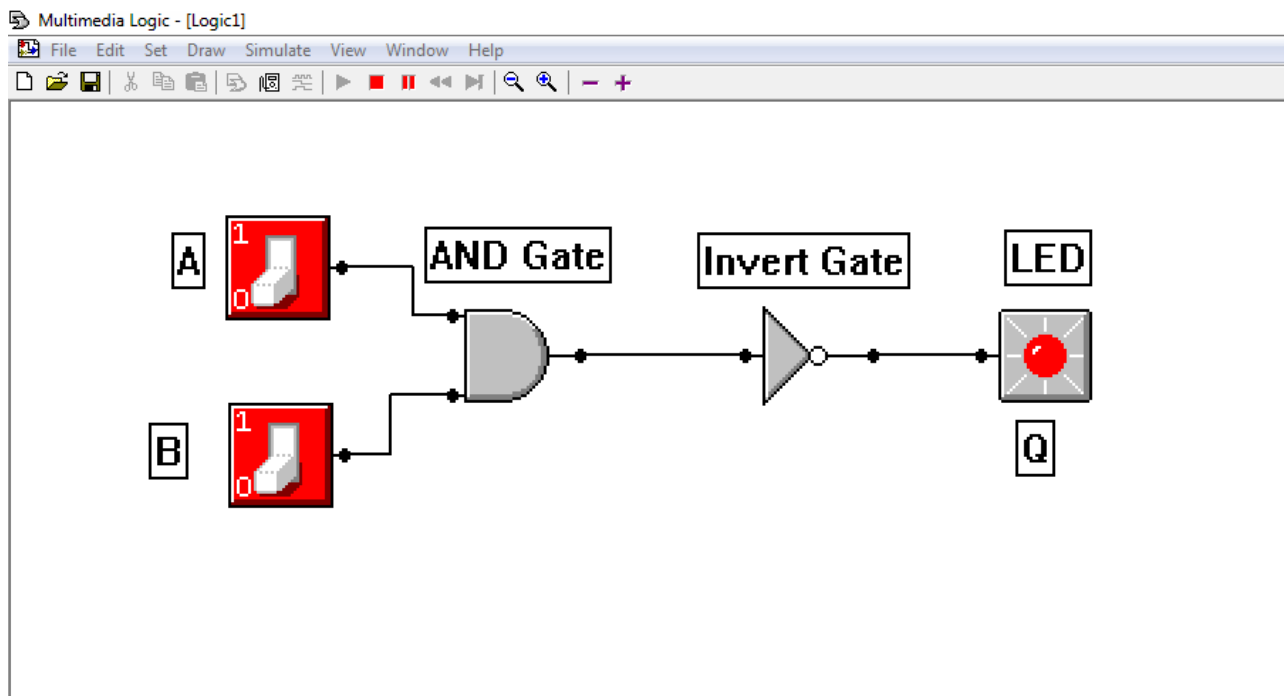 Multimedia Logic - [Logic1]
File Edit Set Draw Simulate View Window Help
A
1
0
AND Gate
Invert Gate
LED
B
1
0
Q